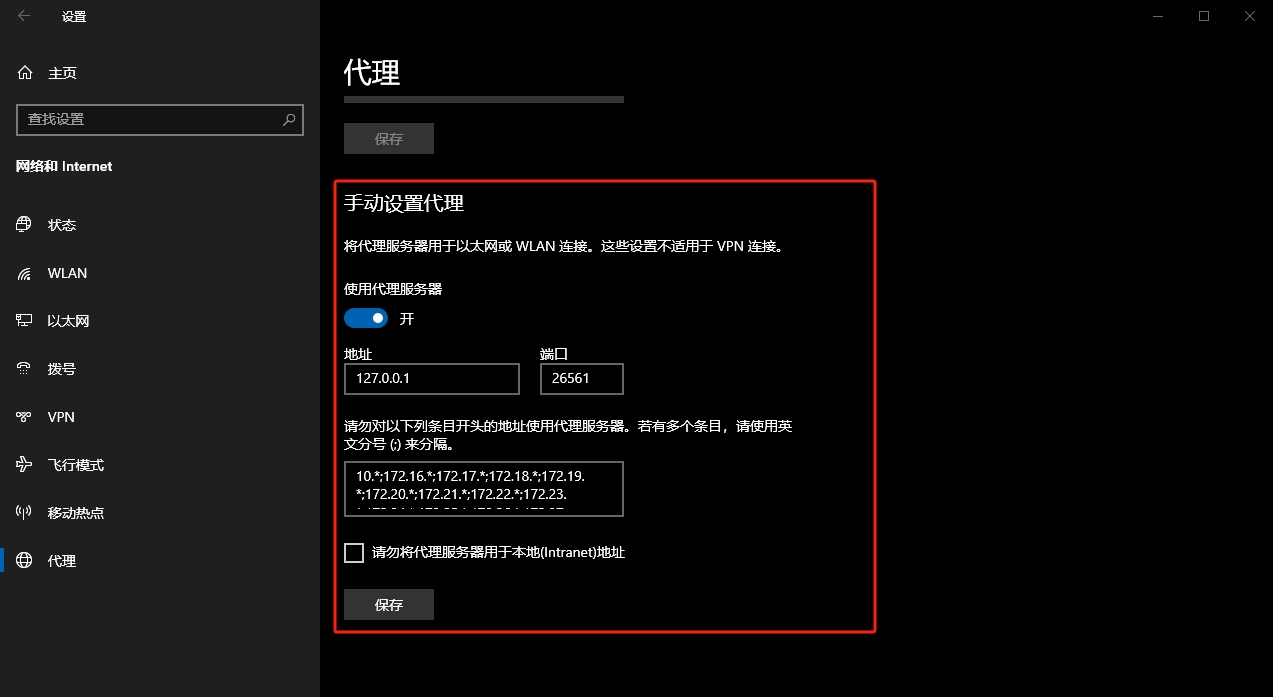 设置
主页
查找设置
网络和 Internet
状态
WLAN
以太网
拨号
VPN
飞行模式
移动热点
代理
代理
保存
手动设置代理
将代理服务器用于以太网或 WLAN 连接。这些设置不适用于 VPN 连接。
使用代理服务器
开
地址 端口
127.0.0.1 26561
请勿对以下列条目开头的地址使用代理服务器。若有多个条目，请使用英
文分号 (;) 来分隔。
10.*;172.16.*;172.17.*;172.18.*;172.19.
*;172.20.*;172.21.*;172.22.*;172.23.
请勿将代理服务器用于本地(Intranet)地址
保存